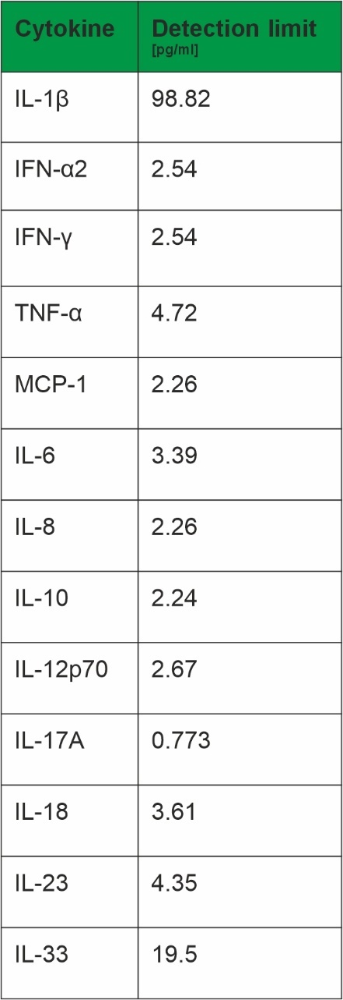 Cytokine Detection limit
[pg/ml]
IL-1β 98.82
IFN-α2 2.54
IFN-γ 2.54
TNF-α 4.72
MCP-1 2.26
IL-6 3.39
IL-8 2.26
IL-10 2.24
IL-12p70 2.67
IL-17A 0.773
IL-18 3.61
IL-23 4.35
IL-33 19.5